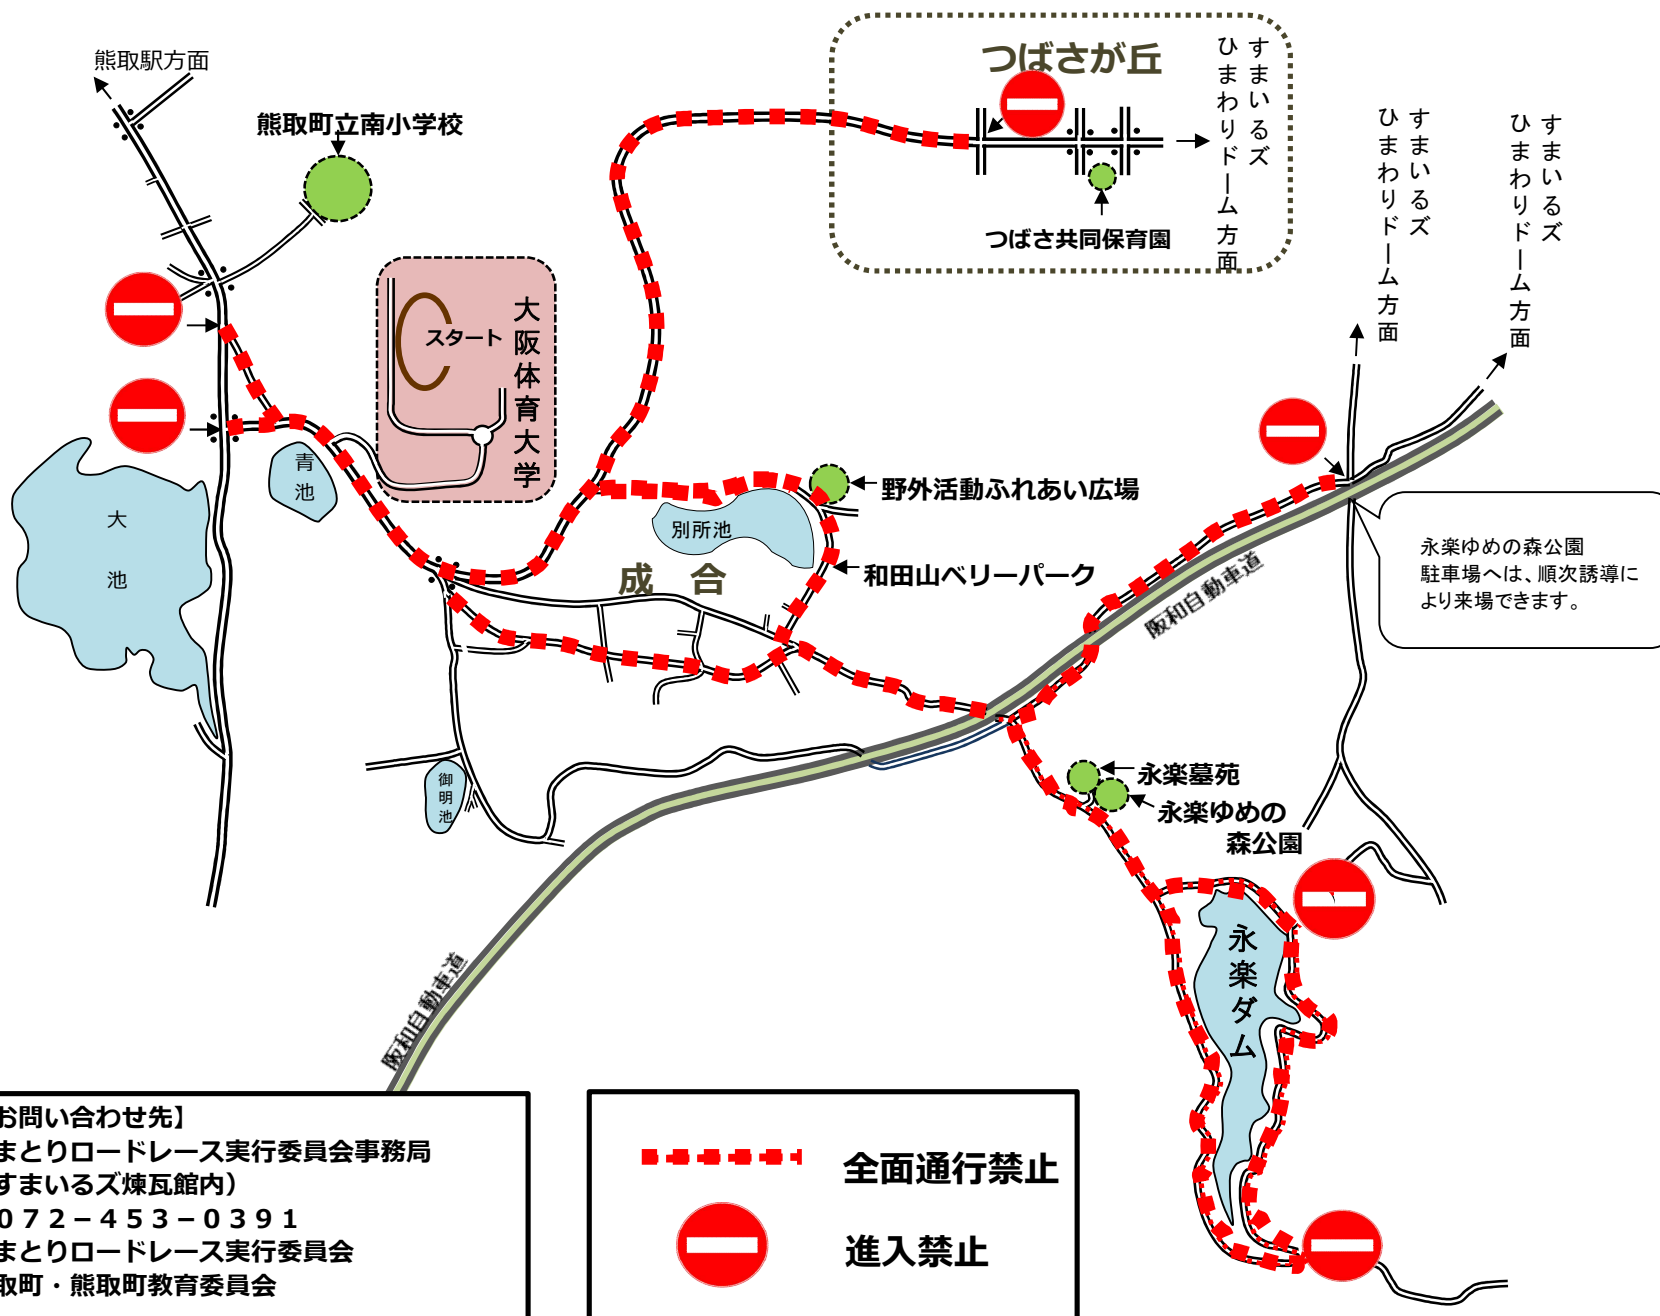 熊取駅方面
熊取町立南小学校
つばさが丘
すまいるズ
ひまわりドーム方面
つばさ共同保育園
すまいるズ
ひまわりドーム方面
すまいるズ
ひまわりドーム方面
大阪体育大学
スタート
青池
大池
野外活動ふれあい広場
別所池
和田山ベリーパーク
成合
阪和自動車道
永楽ゆめの森公園
駐車場へは、順次誘導に
より来場できます。
御明池
永楽墓苑
永楽ゆめの
森公園
永楽ダム
阪和自動車道
お問い合わせ先】
まとりロードレース実行委員会事務局
すまいるズ煉瓦館内）
０７２－４５３－０３９１
まとりロードレース実行委員会
取町・熊取町教育委員会
全面通行禁止
進入禁止